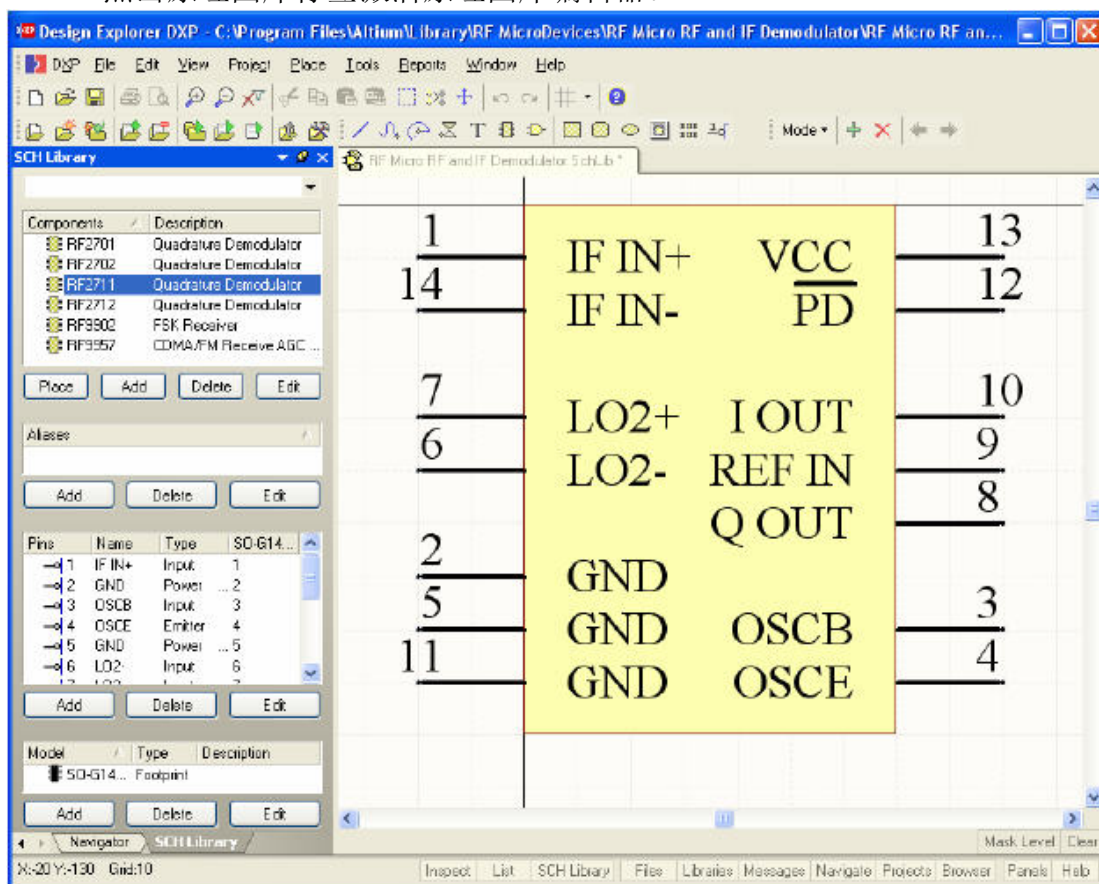 Design Explorer DXP - C:\Program Files\Altium\Library\RF MicroDevices\RF Micro RF and IF Demodulator\RF Micro RF an...
DXP File Edit View Project Place Tools Reports Window Help
Mode
SCH Library
RF Micro RF and IF Demodulator.SchLib *
Components Description
RF2701 Quadrature Demodulator
RF2702 Quadrature Demodulator
RF2711 Quadrature Demodulator
RF2712 Quadrature Demodulator
RF9902 FSK Receiver
RF9957 CDMA/FM Receive AGC ...
Place Add Delete Edit
Aliases
Add Delete Edit
Pins Name Type SO-G14...
1 IF IN+ Input 1
2 GND Power ... 2
3 OSCB Input 3
4 OSCE Emitter 4
5 GND Power ... 5
6 LO2- Input 6
Add Delete Edit
Model Type Description
SO-G14... Footprint
Add Delete Edit
Navigator SCH Library
1 IF IN+ VCC 13
14 IF IN- PD 12
7 LO2+ I OUT 10
6 LO2- REF IN 9
Q OUT 8
2 GND
5 GND OSCB 3
11 GND OSCE 4
Mask Level Clear
X:-20 Y:-130 Grid:10
Inspect List SCH Library Files Libraries Messages Navigate Projects Browser Panels Help